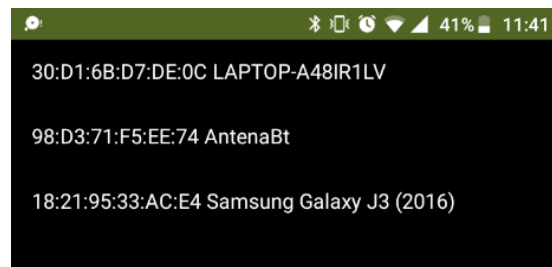 41% 11:41
30:D1:6B:D7:DE:0C LAPTOP-A48IR1LV
98:D3:71:F5:EE:74 AntenaBt
18:21:95:33:AC:E4 Samsung Galaxy J3 (2016)